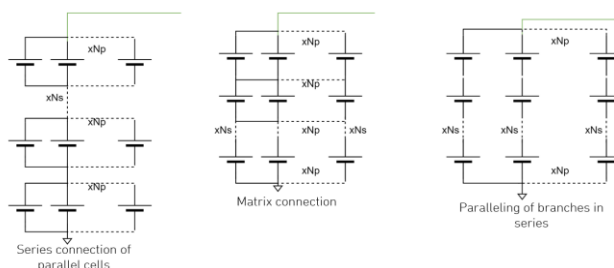 xNp
xNs
xNp
xNp
Series connection of
parallel cells
xNp
xNp
xNs
xNp
xNs
xNp
Matrix connection
xNp
xNs
xNs
xNs
xNp
Paralleling of branches in
series